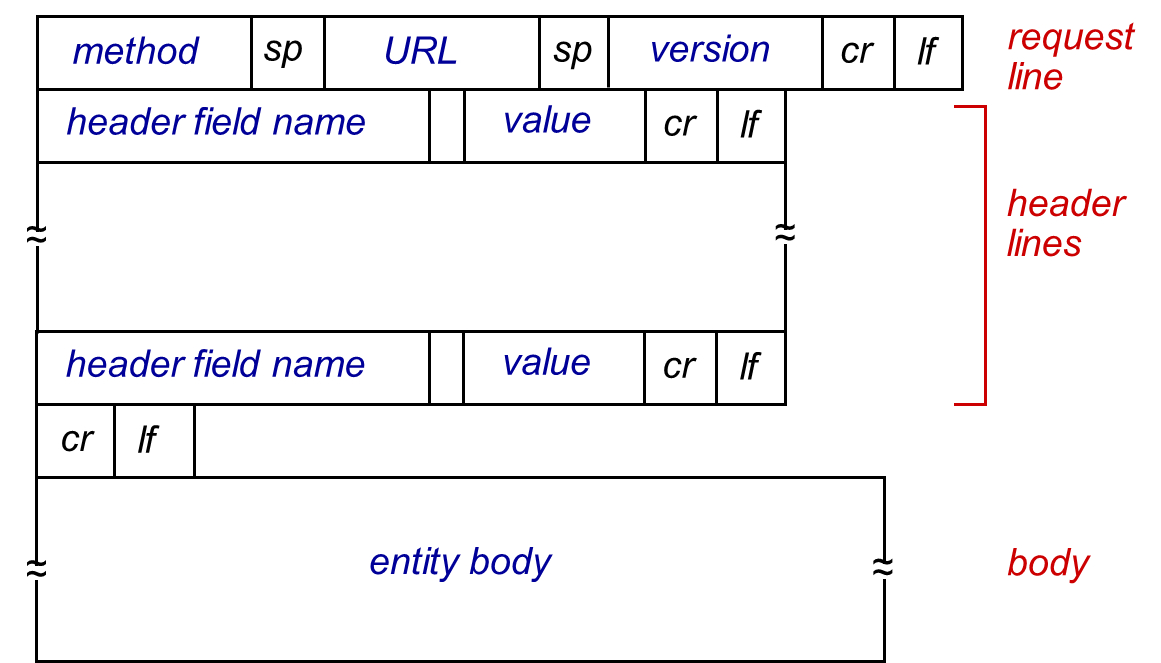 method sp URL sp version cr lf
request
line
header field name value cr lf
header
lines
header field name value cr lf
cr lf
entity body
body